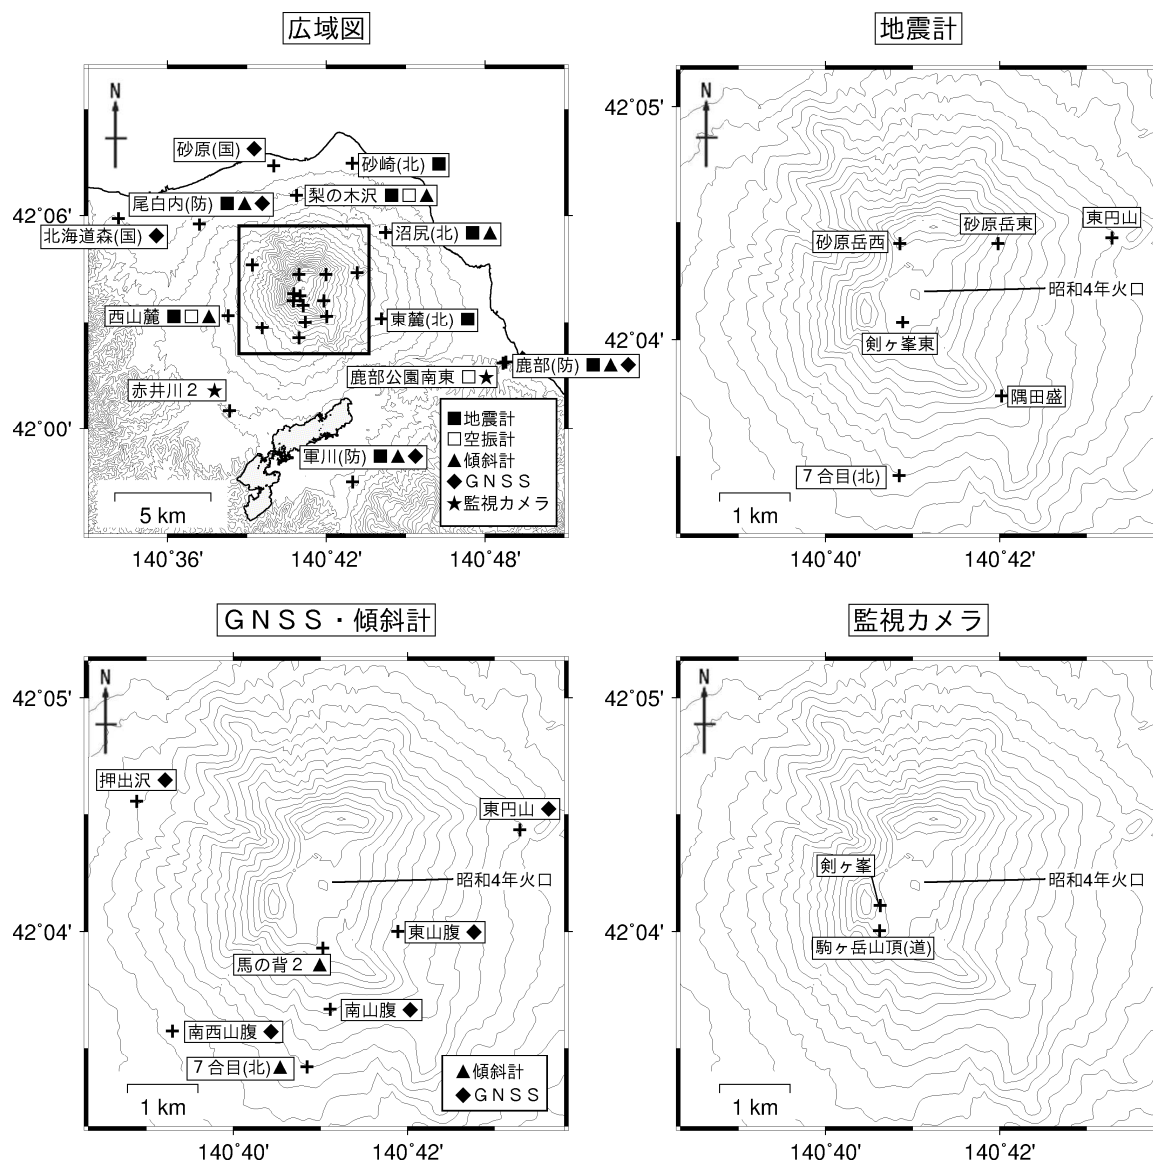 広域図
N
砂原(国) ◆
砂崎(北) ■
尾白内(防) ■▲◆
梨の木沢 ■□▲
42°06'
北海道森(国) ◆
沼尻(北) ■▲
西山麓 ■□▲
東麓(北) ■
鹿部(防) ■▲◆
鹿部公園南東 □★
赤井川2 ★
42°00'
軍川(防) ■▲◆
■地震計
□空振計
▲傾斜計
◆GNSS
★監視カメラ
5 km
140°36'
140°42'
140°48'
地震計
N
42°05'
砂原岳西
砂原岳東
東円山
昭和4年火口
42°04'
剣ヶ峯東
隅田盛
7合目(北)
1 km
140°40'
140°42'
GNSS・傾斜計
N
42°05'
押出沢 ◆
東円山 ◆
昭和4年火口
42°04'
東山腹 ◆
馬の背2 ▲
南山腹 ◆
南西山腹 ◆
7合目(北)▲
▲傾斜計
◆GNSS
1 km
140°40'
140°42'
監視カメラ
N
42°05'
剣ヶ峯
昭和4年火口
42°04'
駒ヶ岳山頂(道)
1 km
140°40'
140°42'